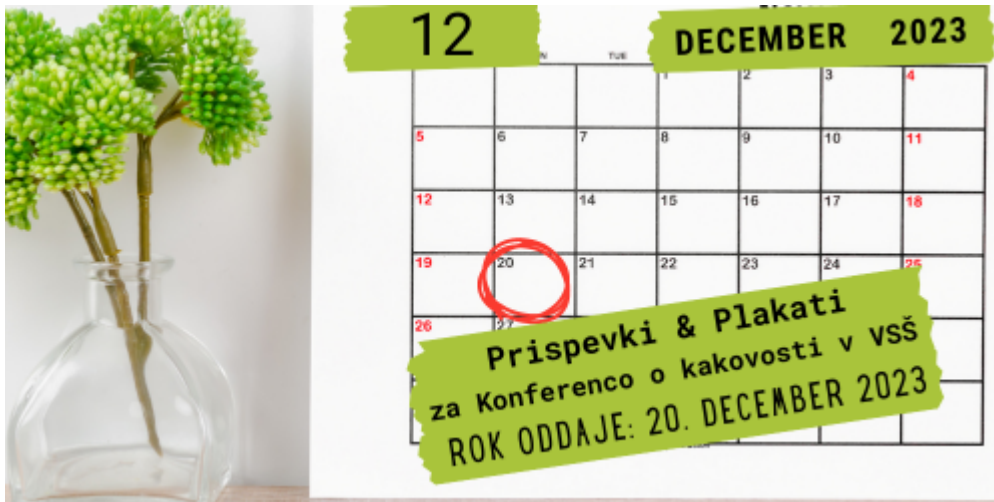 12
DECEMBER 2023
TUE
1 2 3 4
5 6 7 8 9 10 11
12 13 14 15 16 17 18
19 20 21 22 23 24 25
26 27
Prispevki & Plakati
za Konferenco o kakovosti v VSŠ
ROK ODDAJE: 20. DECEMBER 2023